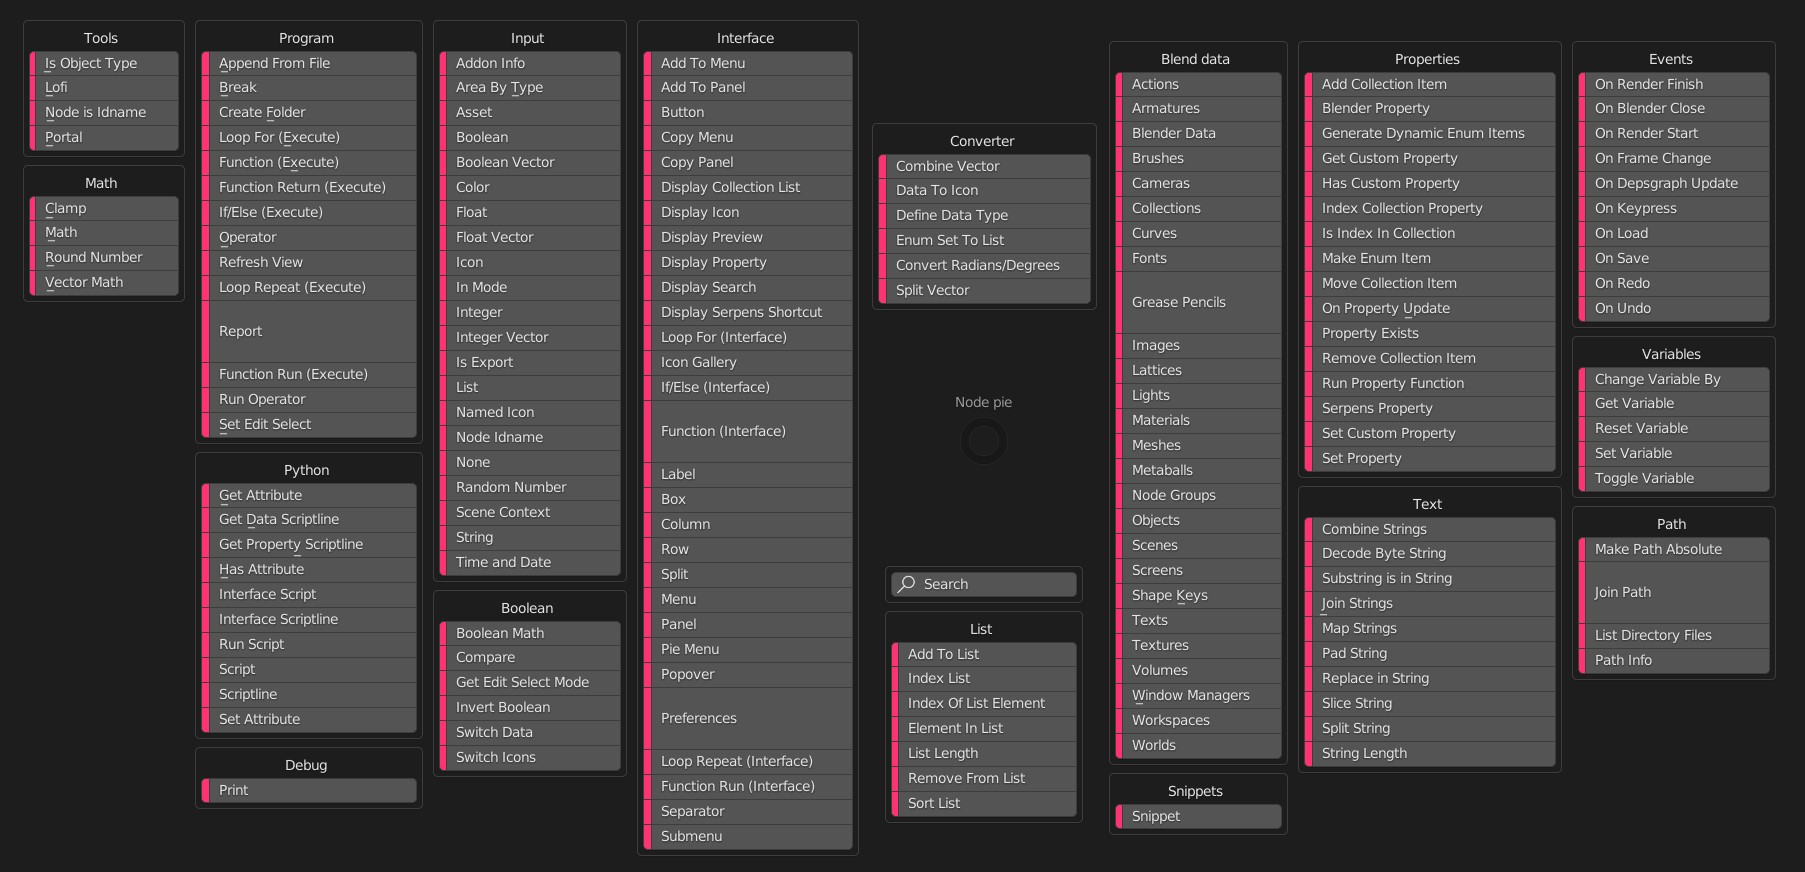 Tools
Is Object Type
Lofi
Node is Idname
Portal
Math
Clamp
Math
Round Number
Vector Math
Program
Append From File
Break
Create Folder
Loop For (Execute)
Function (Execute)
Function Return (Execute)
If/Else (Execute)
Operator
Refresh View
Loop Repeat (Execute)
Report
Function Run (Execute)
Run Operator
Set Edit Select
Python
Get Attribute
Get Data Scriptline
Get Property Scriptline
Has Attribute
Interface Script
Interface Scriptline
Run Script
Script
Scriptline
Set Attribute
Debug
Print
Input
Addon Info
Area By Type
Asset
Boolean
Boolean Vector
Color
Float
Float Vector
Icon
In Mode
Integer
Integer Vector
Is Export
List
Named Icon
Node Idname
None
Random Number
Scene Context
String
Time and Date
Boolean
Boolean Math
Compare
Get Edit Select Mode
Invert Boolean
Switch Data
Switch Icons
Interface
Add To Menu
Add To Panel
Button
Copy Menu
Copy Panel
Display Collection List
Display Icon
Display Preview
Display Property
Display Search
Display Serpens Shortcut
Loop For (Interface)
Icon Gallery
If/Else (Interface)
Function (Interface)
Label
Box
Column
Row
Split
Menu
Panel
Pie Menu
Popover
Preferences
Loop Repeat (Interface)
Function Run (Interface)
Separator
Submenu
Converter
Combine Vector
Data To Icon
Define Data Type
Enum Set To List
Convert Radians/Degrees
Split Vector
Node pie
Search
List
Add To List
Index List
Index Of List Element
Element In List
List Length
Remove From List
Sort List
Blend data
Actions
Armatures
Blender Data
Brushes
Cameras
Collections
Curves
Fonts
Grease Pencils
Images
Lattices
Lights
Materials
Meshes
Metaballs
Node Groups
Objects
Scenes
Screens
Shape Keys
Texts
Textures
Volumes
Window Managers
Workspaces
Worlds
Snippets
Snippet
Properties
Add Collection Item
Blender Property
Generate Dynamic Enum Items
Get Custom Property
Has Custom Property
Index Collection Property
Is Index In Collection
Make Enum Item
Move Collection Item
On Property Update
Property Exists
Remove Collection Item
Run Property Function
Serpens Property
Set Custom Property
Set Property
Text
Combine Strings
Decode Byte String
Substring is in String
Join Strings
Map Strings
Pad String
Replace in String
Slice String
Split String
String Length
Events
On Render Finish
On Blender Close
On Render Start
On Frame Change
On Depsgraph Update
On Keypress
On Load
On Save
On Redo
On Undo
Variables
Change Variable By
Get Variable
Reset Variable
Set Variable
Toggle Variable
Path
Make Path Absolute
Join Path
List Directory Files
Path Info